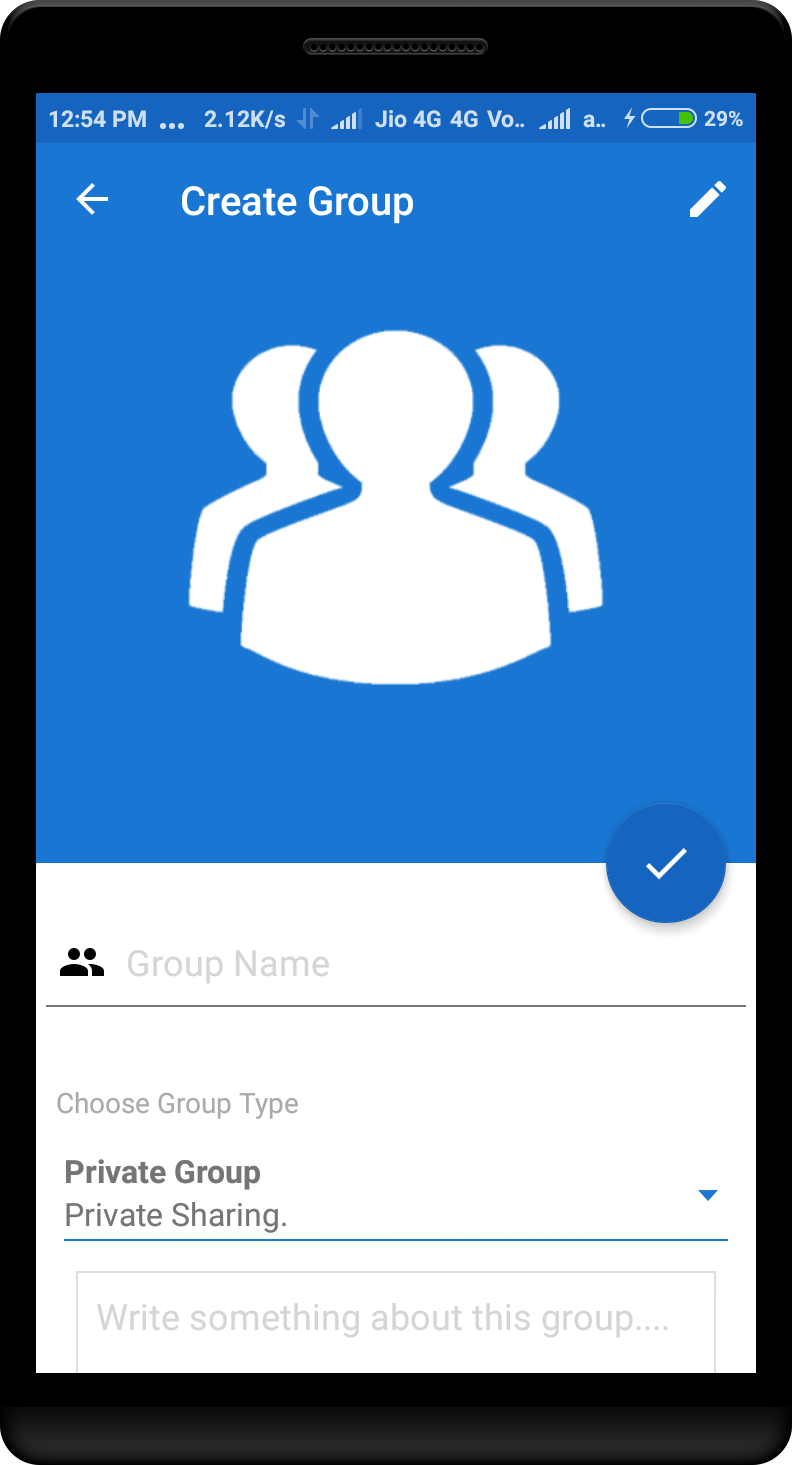 12:54 PM ... 2.12K/s Jio 4G 4G Vo.. a.. 29%
Create Group
Group Name
Choose Group Type
Private Group
Private Sharing.
Write something about this group....